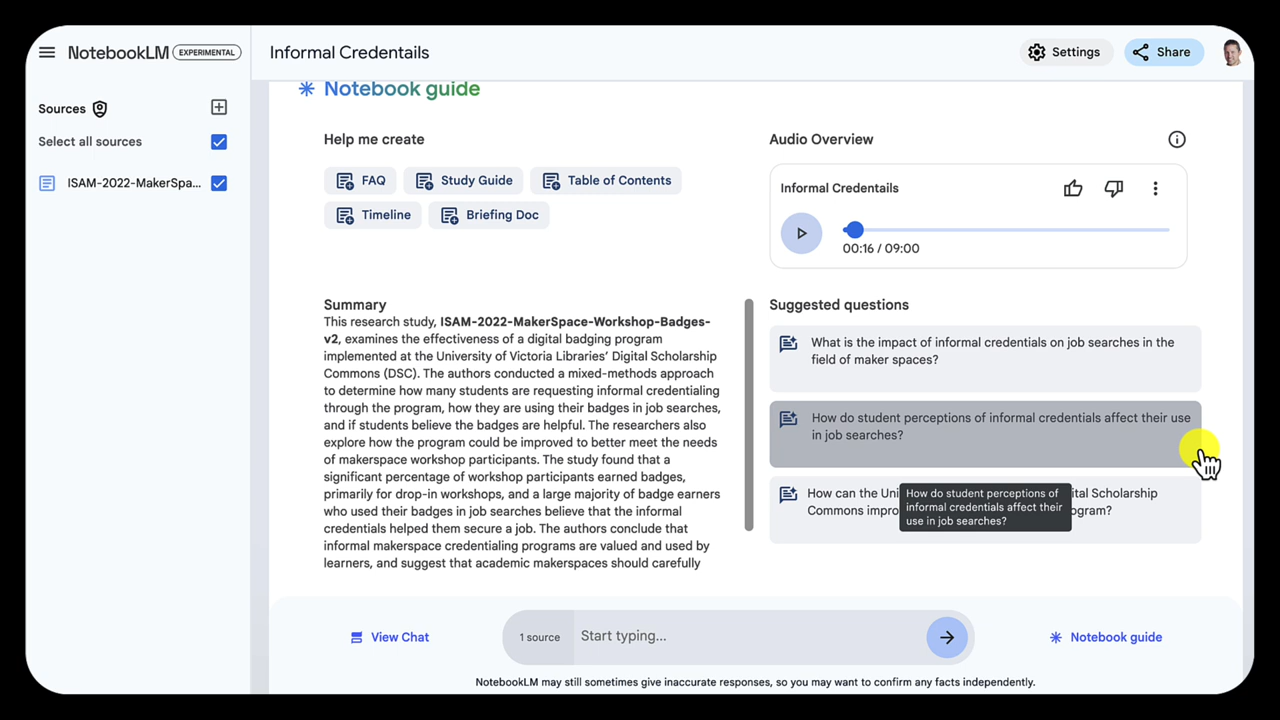 NotebookLM EXPERIMENTAL
Informal Credentails
Settings
Share
Sources
Select all sources
ISAM-2022-MakerSpa...
Notebook guide
Help me create
FAQ
Study Guide
Table of Contents
Timeline
Briefing Doc
Audio Overview
Informal Credentails
00:16 / 09:00
Summary
This research study, ISAM-2022-MakerSpace-Workshop-Badges-
v2, examines the effectiveness of a digital badging program
implemented at the University of Victoria Libraries' Digital Scholarship
Commons (DSC). The authors conducted a mixed-methods approach
to determine how many students are requesting informal credentialing
through the program, how they are using their badges in job searches,
and if students believe the badges are helpful. The researchers also
explore how the program could be improved to better meet the needs
of makerspace workshop participants. The study found that a
significant percentage of workshop participants earned badges,
primarily for drop-in workshops, and a large majority of badge earners
who used their badges in job searches believe that the informal
credentials helped them secure a job. The authors conclude that
informal makerspace credentialing programs are valued and used by
learners, and suggest that academic makerspaces should carefully
Suggested questions
What is the impact of informal credentials on job searches in the
field of maker spaces?
How do student perceptions of informal credentials affect their use
in job searches?
How can the Uni ital Scholarship
Commons impro ogram?
How do student perceptions of
informal credentials affect their
use in job searches?
View Chat
1 source
Start typing...
Notebook guide
NotebookLM may still sometimes give inaccurate responses, so you may want to confirm any facts independently.